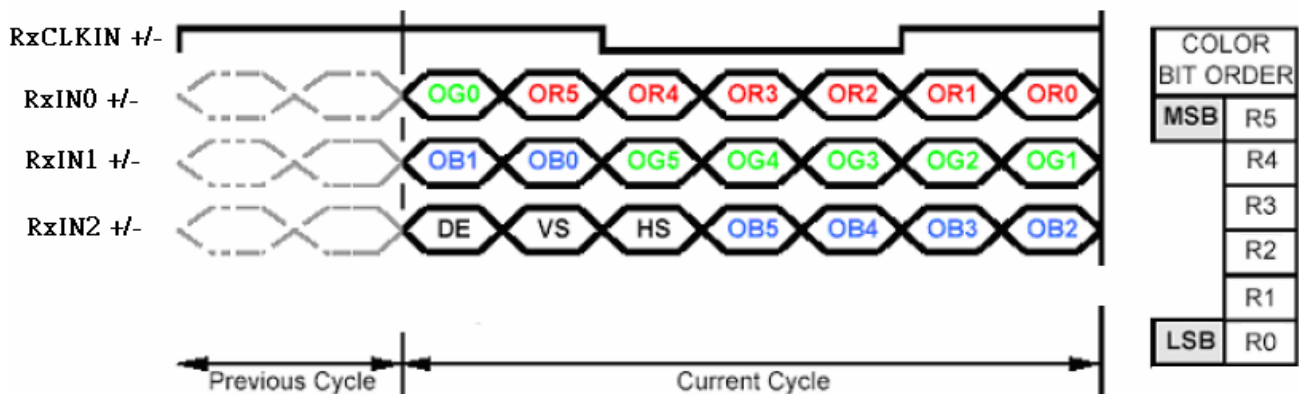 RxCLKIN +/-
RxIN0 +/- OG0 OR5 OR4 OR3 OR2 OR1 OR0
RxIN1 +/- OB1 OB0 OG5 OG4 OG3 OG2 OG1
RxIN2 +/- DE VS HS OB5 OB4 OB3 OB2
Previous Cycle Current Cycle
COLOR
BIT ORDER
MSB R5
R4
R3
R2
R1
LSB R0